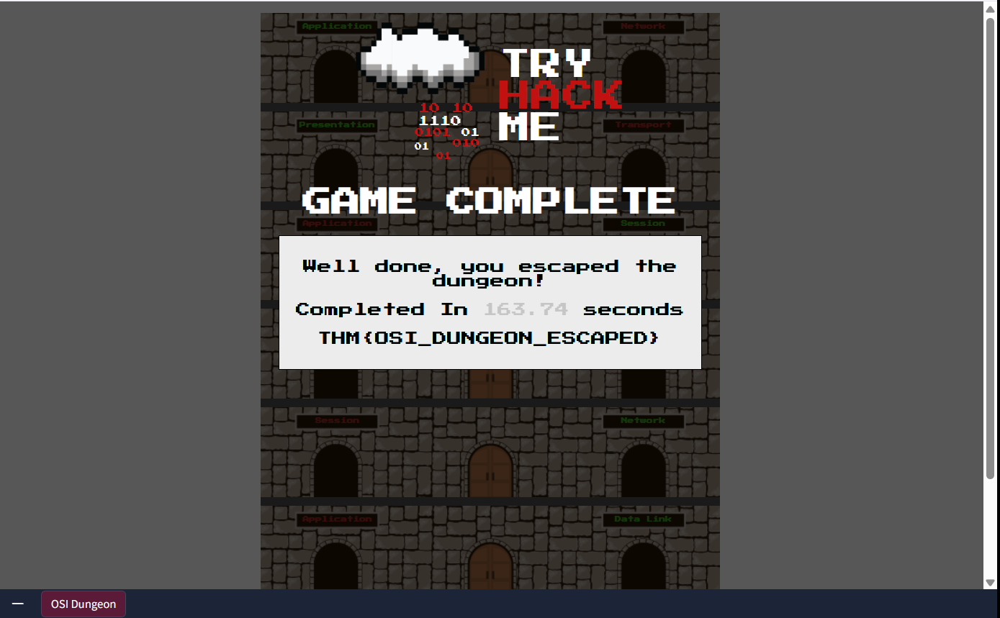 Application
Network
TRY
HACK
ME
10 10
1110
0101 01
01 010
01
Presentation
Transport
GAME COMPLETE
Application
Session
Well done, you escaped the
dungeon!
Completed In 163.74 seconds
THM{OSI_DUNGEON_ESCAPED}
Session
Network
Application
Data Link
OSI Dungeon